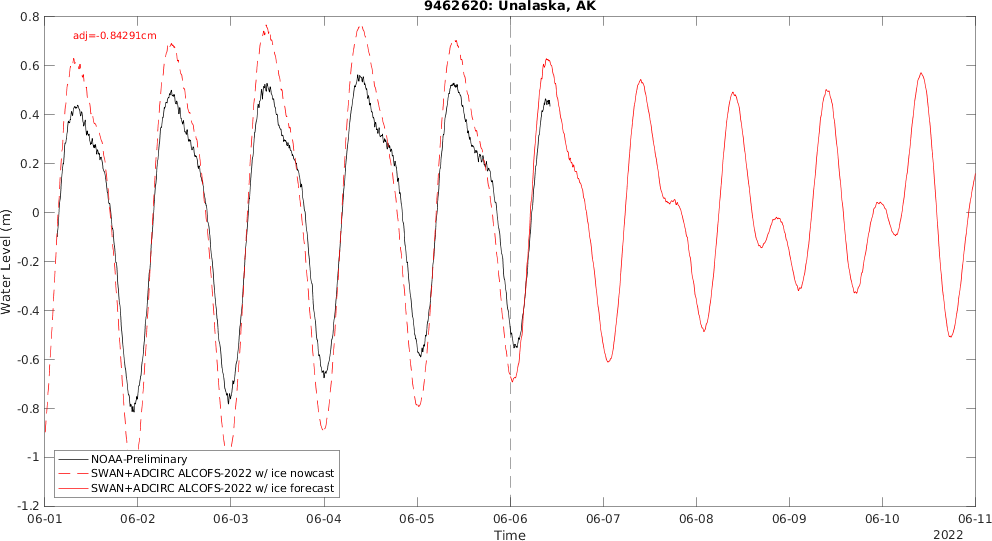 9462620: Unalaska, AK
adj=-0.84291cm
0.8
0.6
0.4
0.2
0
-0.2
-0.4
-0.6
-0.8
-1
-1.2
Water Level (m)
NOAA-Preliminary
SWAN+ADCIRC ALCOFS-2022 w/ ice nowcast
SWAN+ADCIRC ALCOFS-2022 w/ ice forecast
06-01 06-02 06-03 06-04 06-05 06-06 06-07 06-08 06-09 06-10 06-11
Time
2022